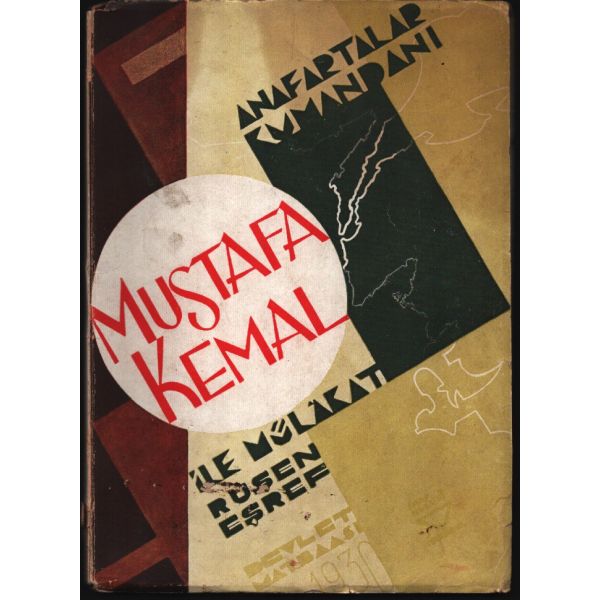 ANAFARTALAR
KUMANDANI
MUSTAFA
KEMAL
İLE MÜLÂKAT
RUŞEN
EŞREF
DEVLET
MATBAASI
1930